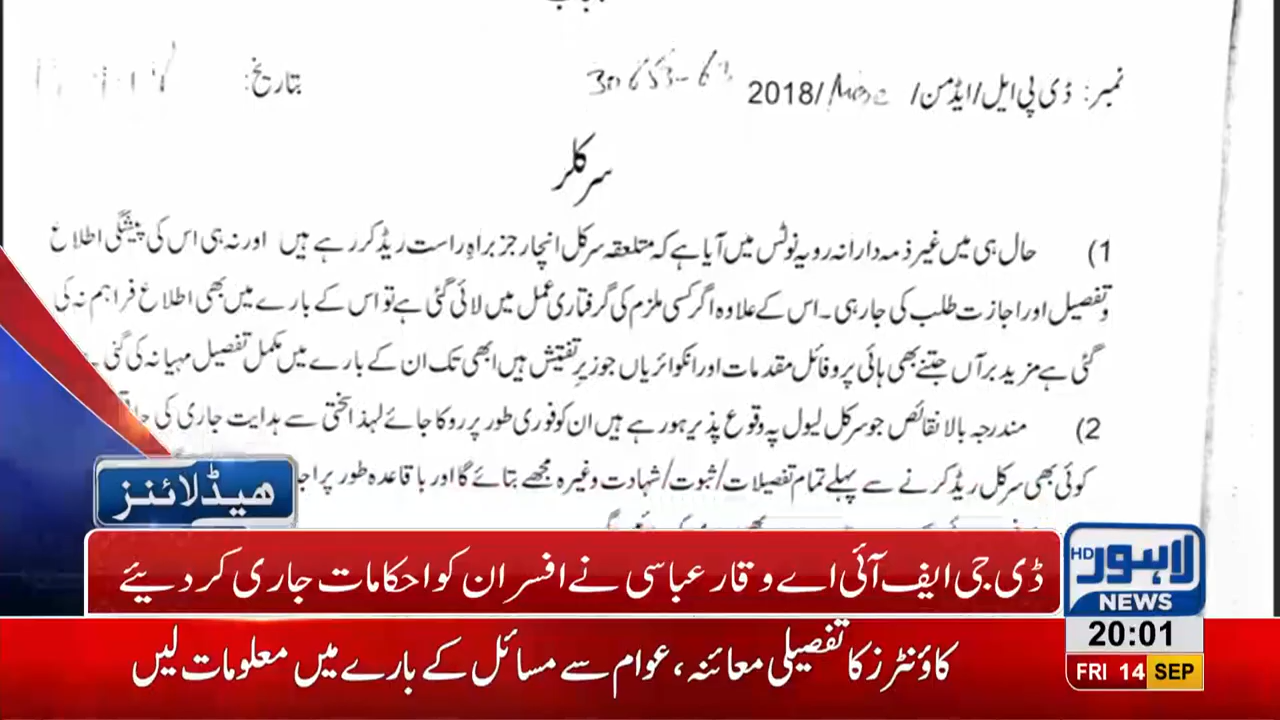 نمبر: ڈی پی ایل/ایڈمن/ 2018/
بتاریخ:
سرکلر
1) حال ہی میں غیر ذمہ دارانہ رویہ نوٹس میں آیا ہے کہ متعلقہ سرکل انچارجز براہِ راست ریڈ کر رہے ہیں اور نہ ہی اس کی پیشگی اطلاع
و تفصیل اور اجازت طلب کی جا رہی۔ اس کے علاوہ اگر کسی ملزم کی گرفتاری عمل میں لائی گئی ہے تو اس کے بارے میں بھی اطلاع فراہم نہ کی
گئی ہے مزید برآں جتنے بھی ہائی پروفائل مقدمات اور انکوائریاں جو زیرِ تفتیش ہیں ابھی تک ان کے بارے میں مکمل تفصیل مہیا نہ کی گئی
2) مندرجہ بالا نقائص جو سرکل لیول پہ وقوع پذیر ہو رہے ہیں ان کو فوری طور پر روکا جائے لہذا سختی سے ہدایت جاری کی
کوئی بھی سرکل ریڈ کرنے سے پہلے تمام تفصیلات/ثبوت/شہادت وغیرہ مجھے بتائے گا اور باقاعدہ طور پر
ھیڈلائنز
ڈی جی ایف آئی اے وقار عباسی نے افسران کو احکامات جاری کر دیئے
لاہور HD
NEWS
20:01
کاؤنٹرز کا تفصیلی معائنہ، عوام سے مسائل کے بارے میں معلومات لیں
FRI 14 SEP